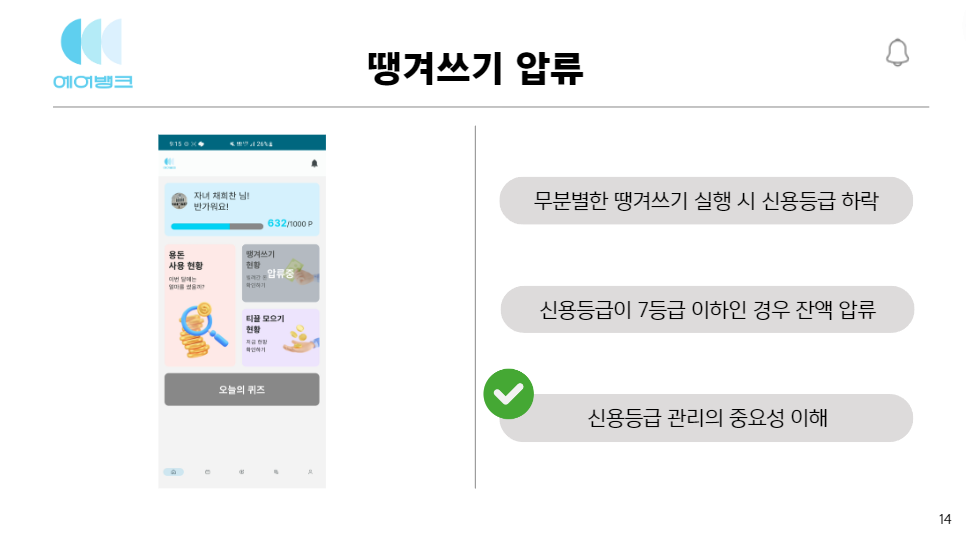 에어뱅크
땡겨쓰기 압류
9:15
26%
자녀 채희찬 님!
반가워요!
632/1000 P
용돈
사용 현황
이번 달에는
얼마를 썼을까?
땡겨쓰기
현황
확인하기
압류중
티끌 모으기
현황
저금 현황
확인하기
오늘의 퀴즈
무분별한 땡겨쓰기 실행 시 신용등급 하락
신용등급이 7등급 이하인 경우 잔액 압류
신용등급 관리의 중요성 이해
14